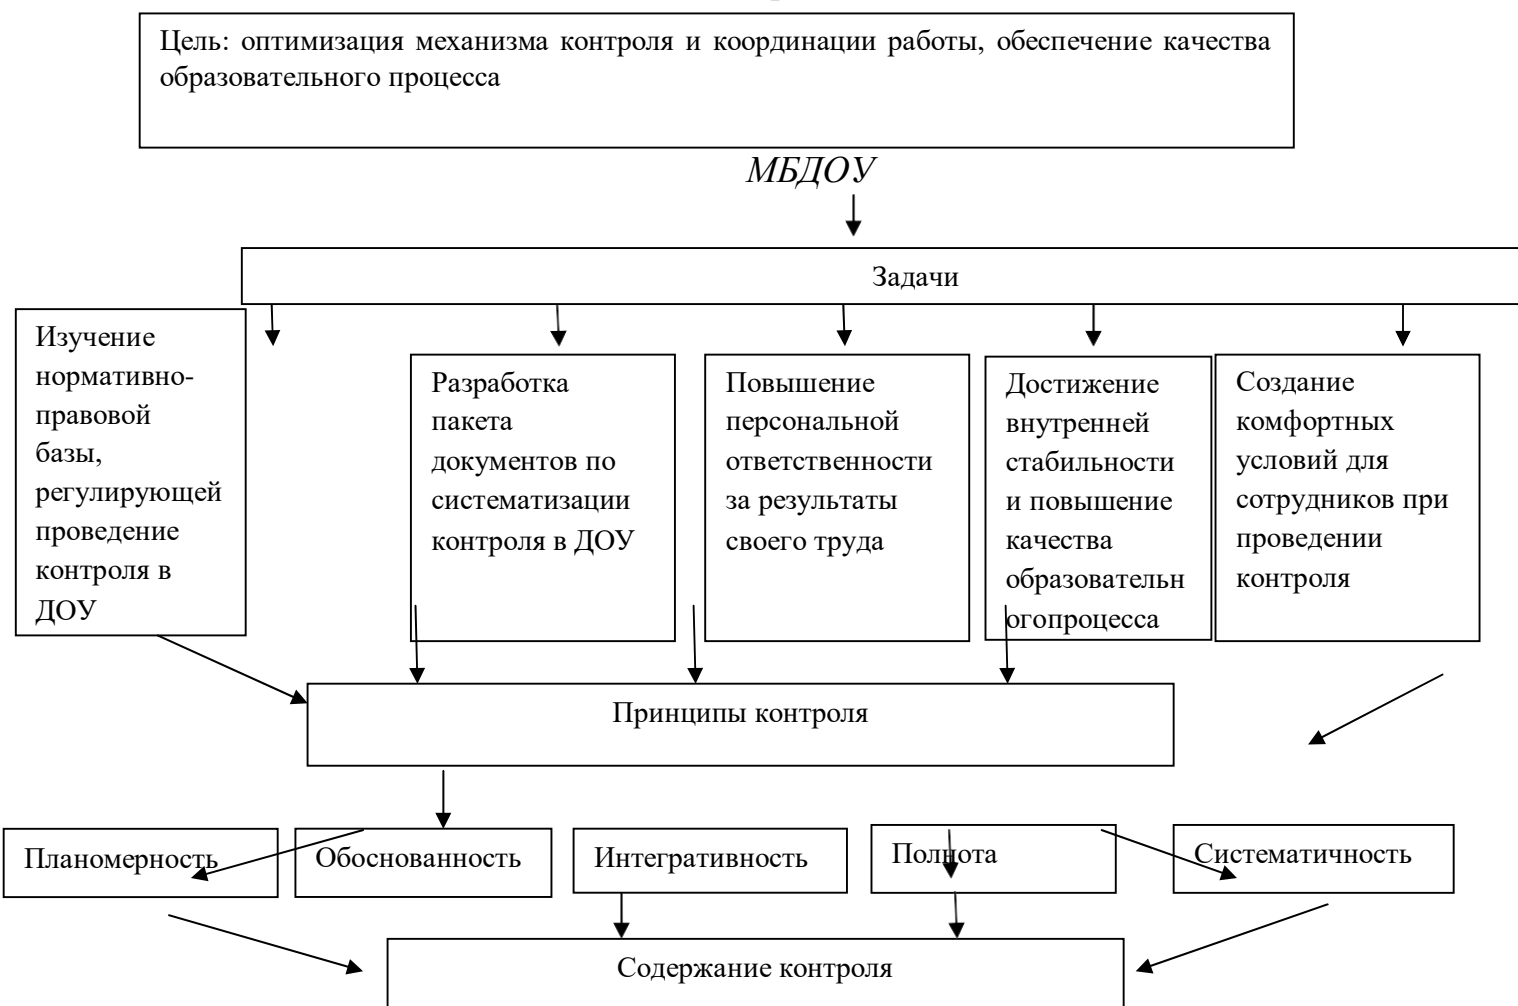 Цель: оптимизация механизма контроля и координации работы, обеспечение качества
образовательного процесса
МБДОУ
Задачи
Изучение
нормативно-
правовой
базы,
регулирующей
проведение
контроля в
ДОУ
Разработка
пакета
документов по
систематизации
контроля в ДОУ
Повышение
персональной
ответственности
за результаты
своего труда
Достижение
внутренней
стабильности
и повышение
качества
образовательн
огопроцесса
Создание
комфортных
условий для
сотрудников при
проведении
контроля
Принципы контроля
Планомерность
Обоснованность
Интегративность
Полнота
Систематичность
Содержание контроля